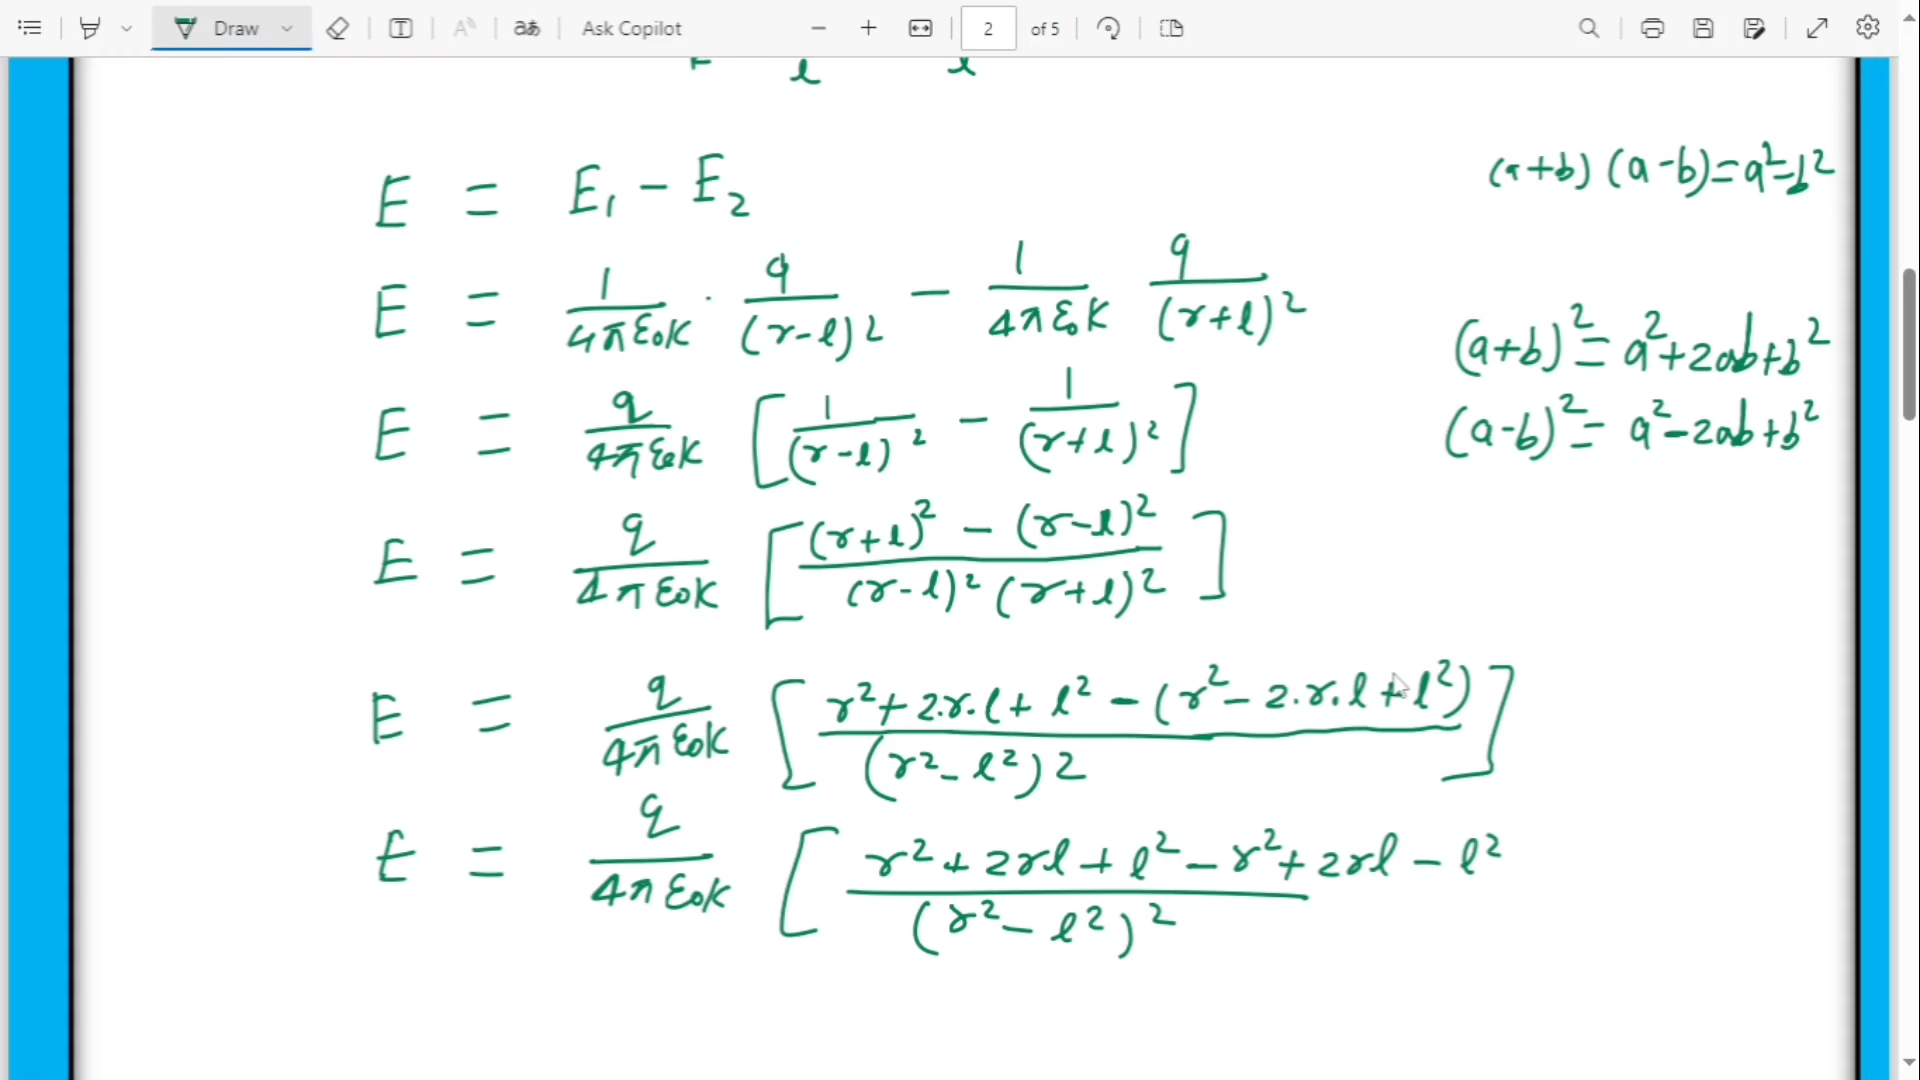 Draw
Ask Copilot
2 of 5
l l
E = E₁ - E₂
(a+b) (a-b)=a²-b²
E = 1/4πε₀K · q/(r-l)² - 1/4πε₀K q/(r+l)²
(a+b)² = a²+2ab+b²
E = q/4πε₀K [1/(r-l)² - 1/(r+l)²]
(a-b)² = a²-2ab+b²
E = q/4πε₀K [(r+l)² - (r-l)²/(r-l)² (r+l)²]
E = q/4πε₀K [r²+2.r.l+l²-(r²-2.r.l+l²)/(r²-l²)2]
E = q/4πε₀K [r²+2rl+l²-r²+2rl-l²/(r²-l²)²